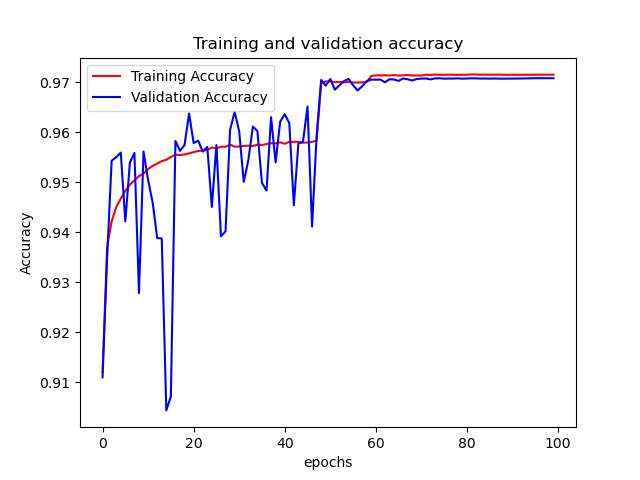 Training and validation accuracy
Training Accuracy
Validation Accuracy
0.97
0.96
0.95
0.94
0.93
0.92
0.91
Accuracy
0 20 40 60 80 100
epochs